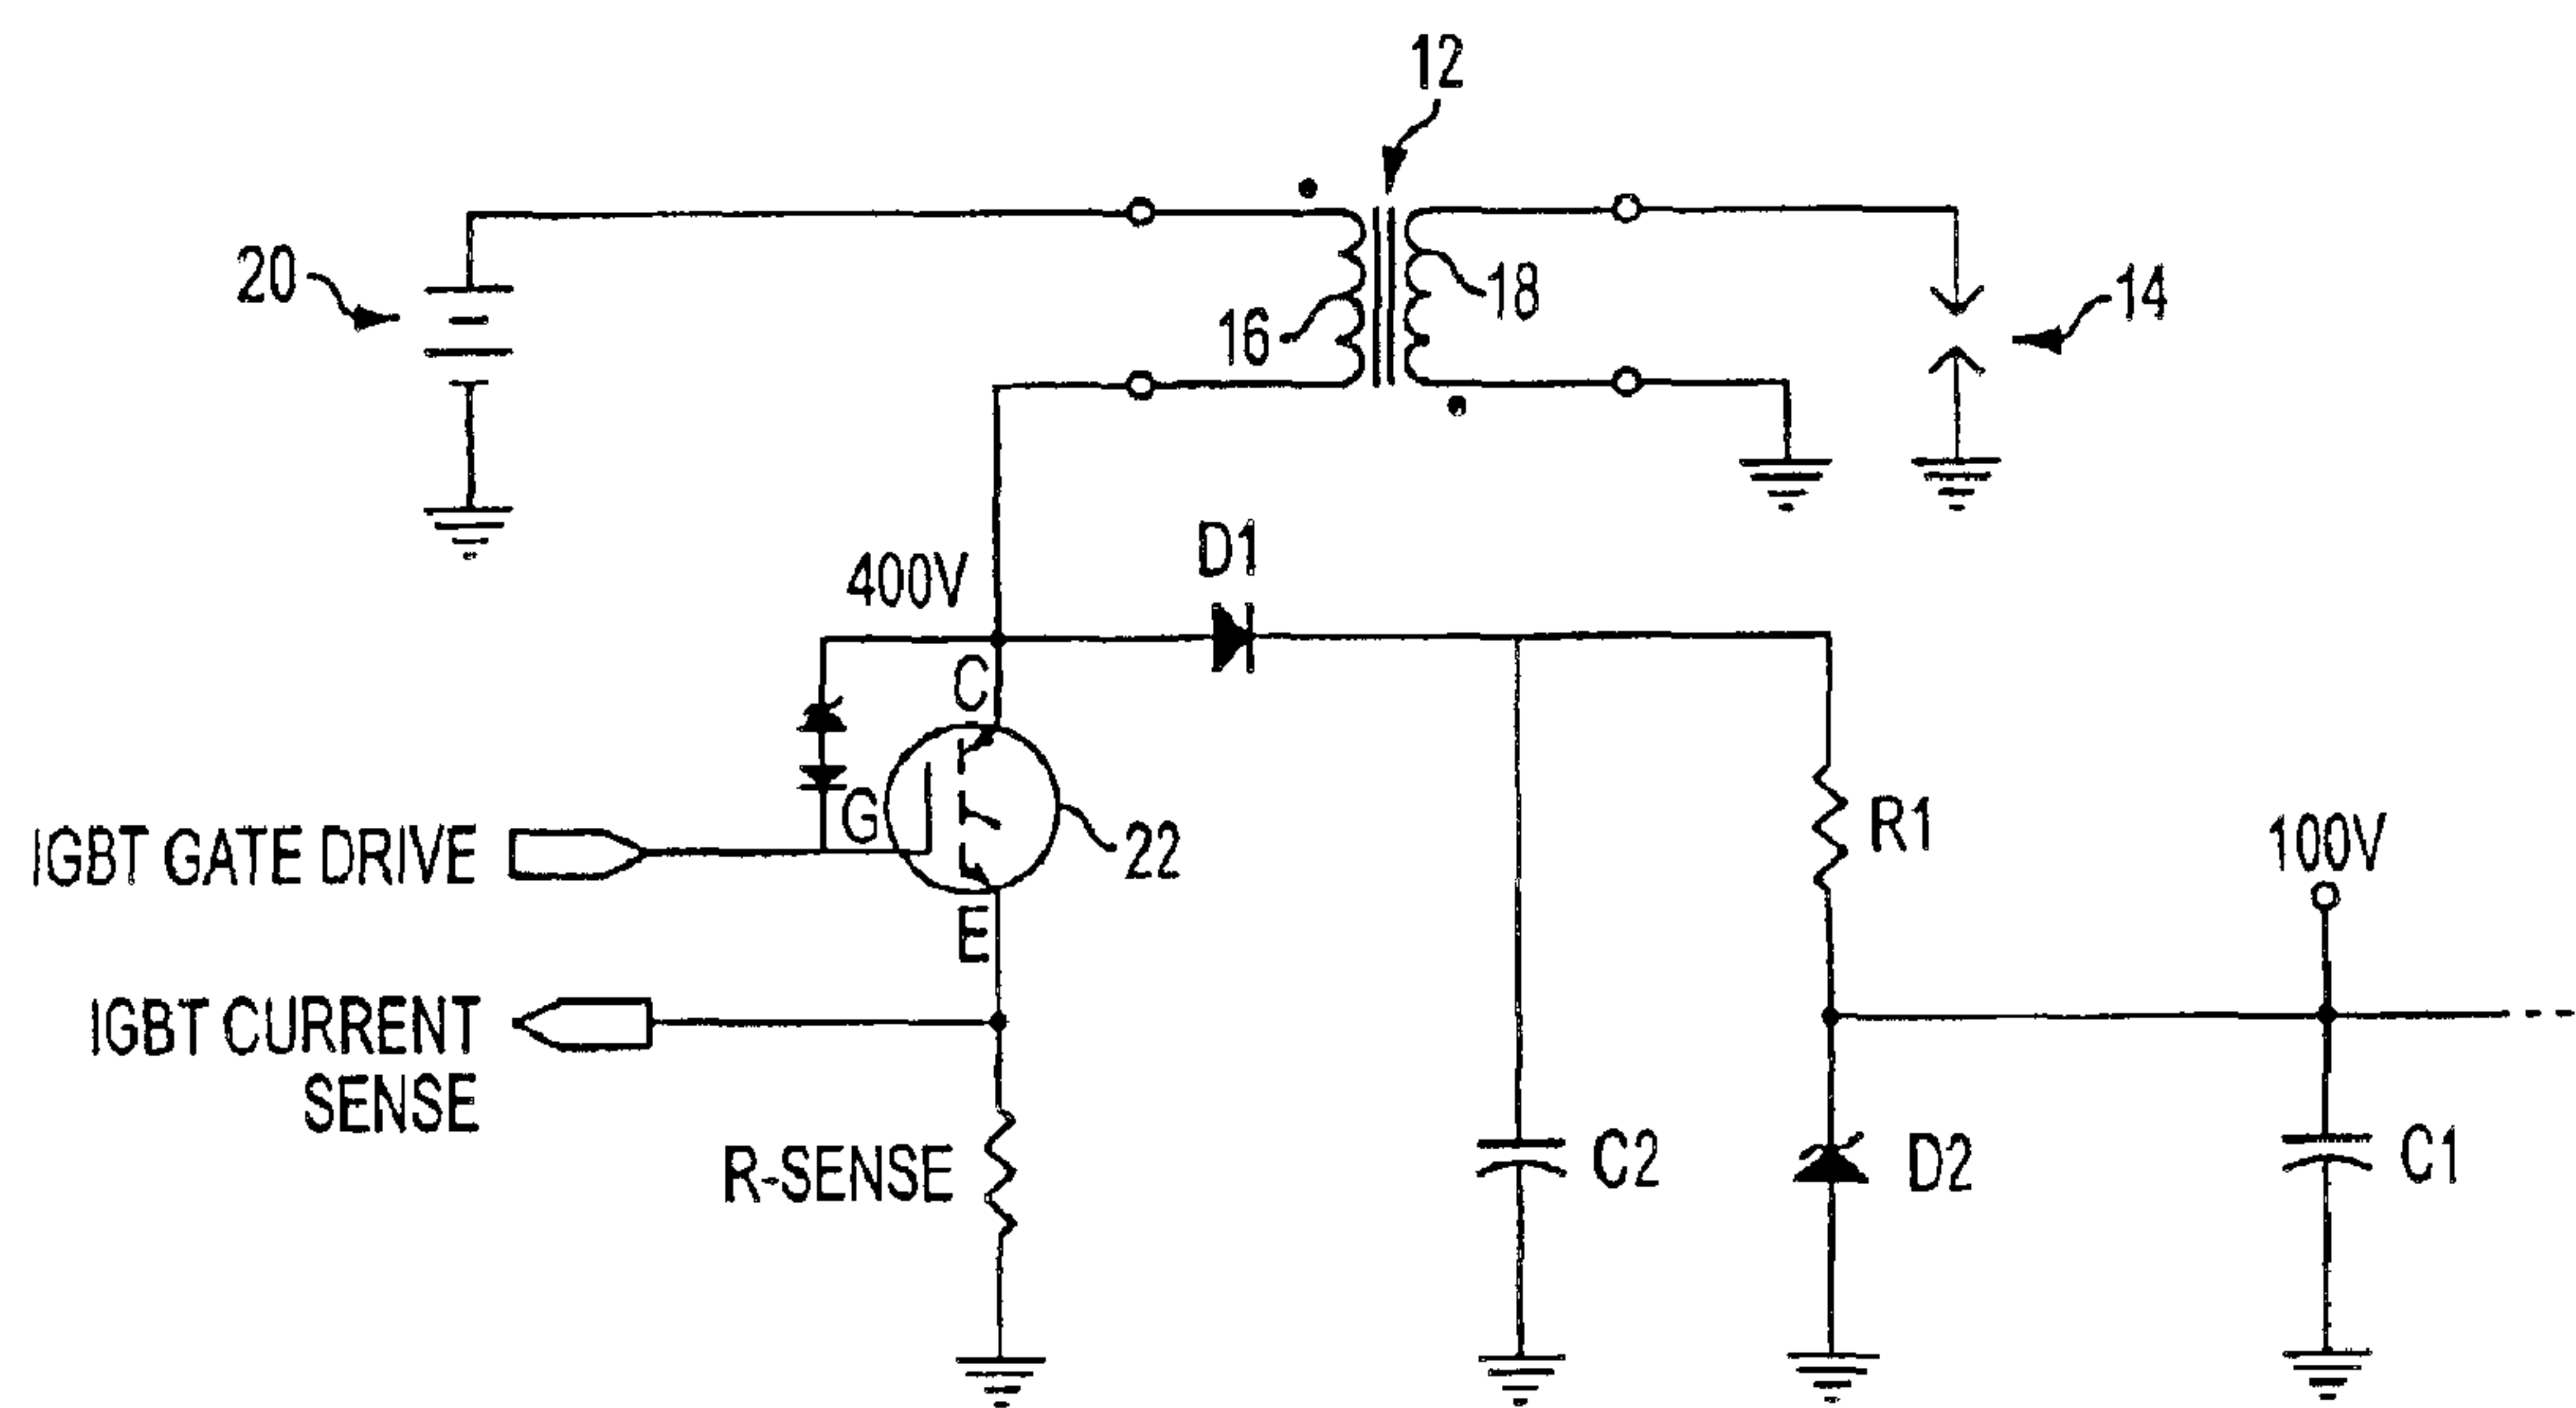 12
20
16
18
14
400V
D1
C
G
22
R1
IGBT GATE DRIVE
100V
E
IGBT CURRENT
SENSE
R-SENSE
C2
D2
C1